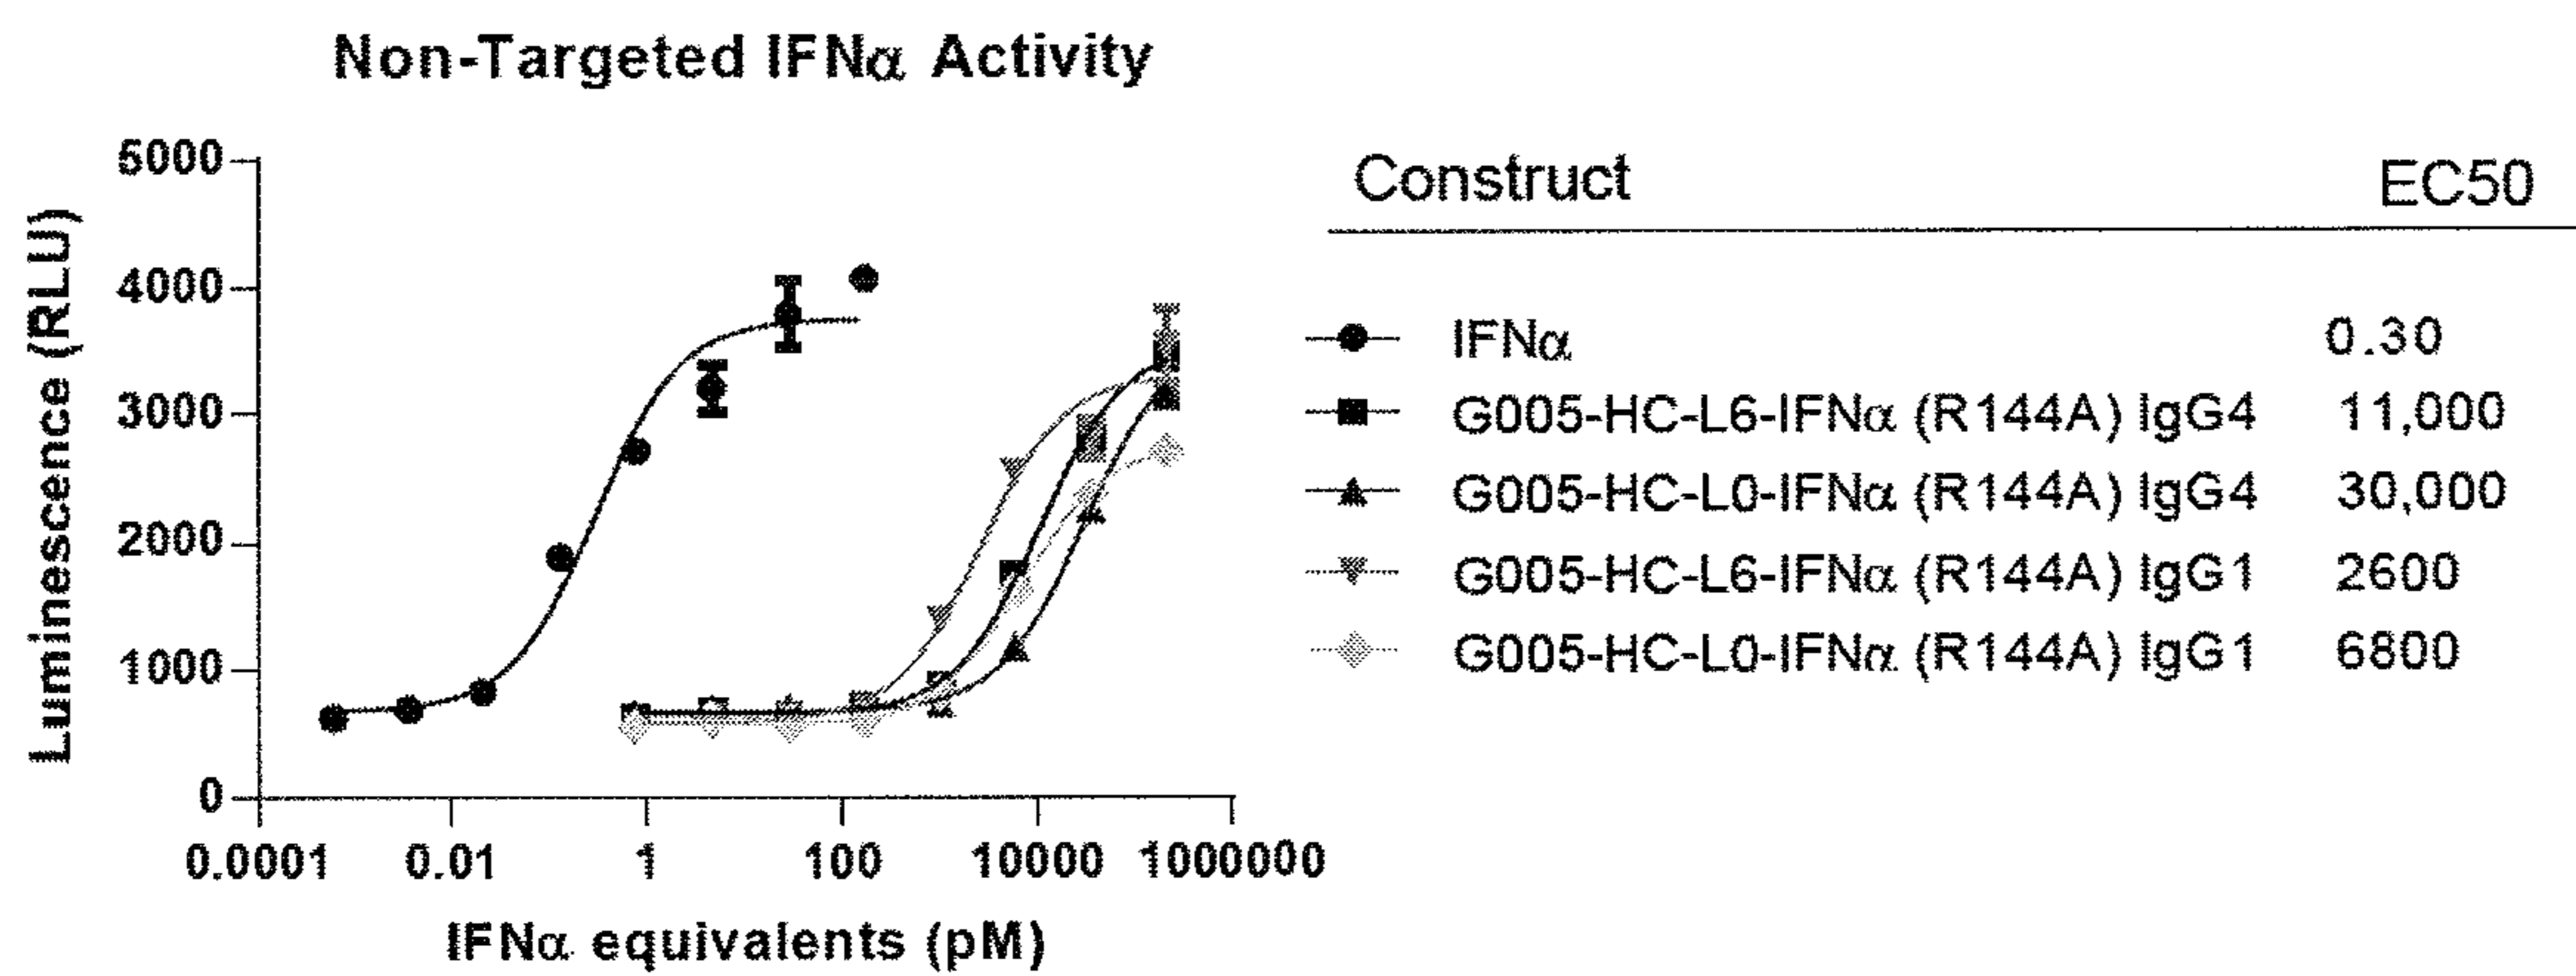 Non-Targeted IFNα Activity
5000
4000
3000
2000
1000
0
Luminescence (RLU)
0.0001 0.01 1 100 10000 1000000
IFNα equivalents (pM)
Construct EC50
IFNα 0.30
G005-HC-L6-IFNα (R144A) IgG4 11,000
G005-HC-L0-IFNα (R144A) IgG4 30,000
G005-HC-L6-IFNα (R144A) IgG1 2600
G005-HC-L0-IFNα (R144A) IgG1 6800